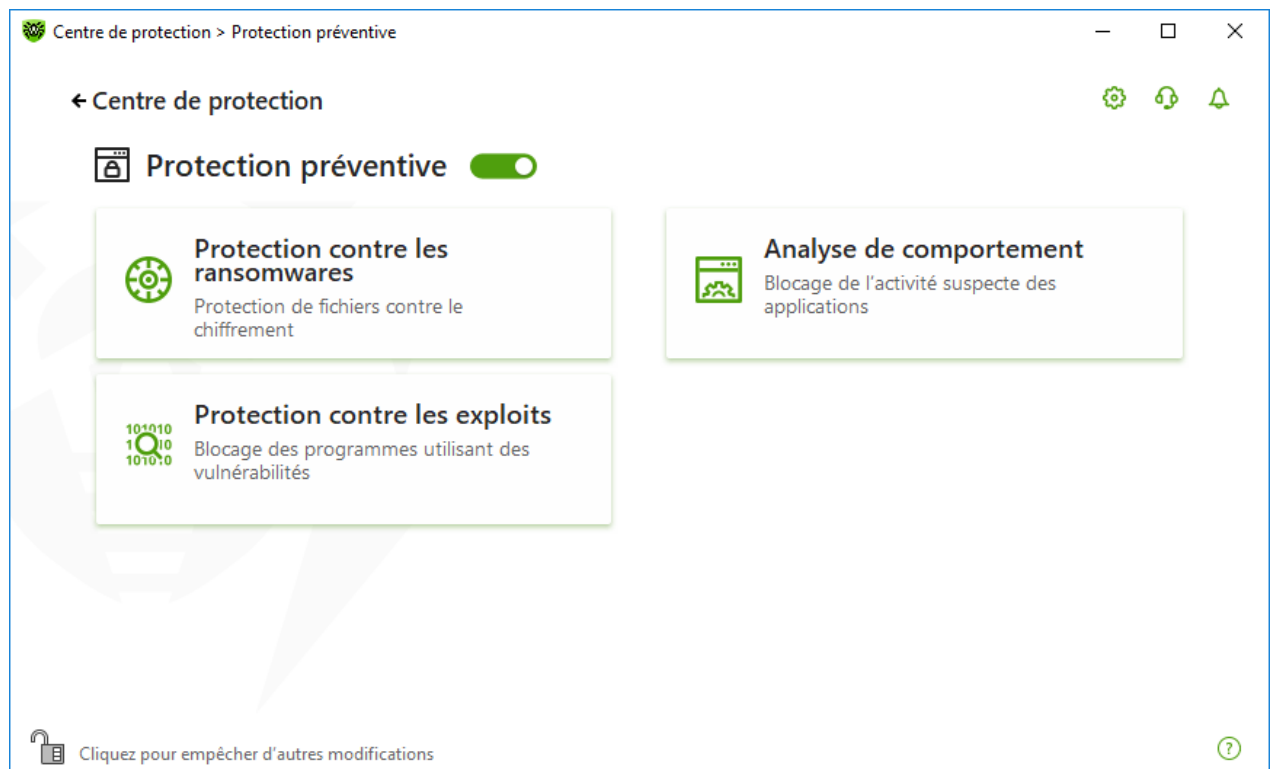 Centre de protection > Protection préventive
Centre de protection
Protection préventive
Protection contre les
ransomwares
Protection de fichiers contre le
chiffrement
Analyse de comportement
Blocage de l'activité suspecte des
applications
101010
1 10
101010
Protection contre les exploits
Blocage des programmes utilisant des
vulnérabilités
Cliquez pour empêcher d'autres modifications
?